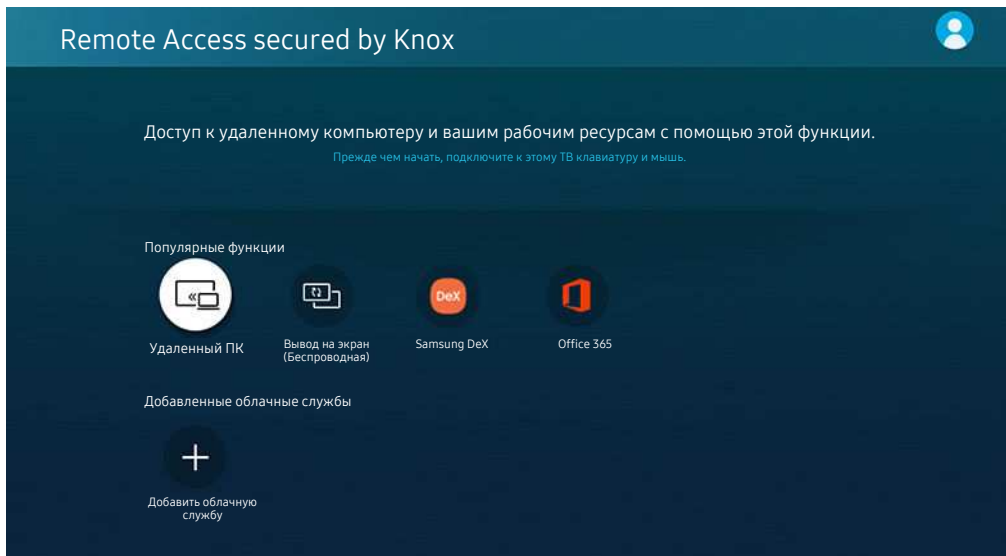 Remote Access secured by Knox
Доступ к удаленному компьютеру и вашим рабочим ресурсам с помощью этой функции.
Прежде чем начать, подключите к этому ТВ клавиатуру и мышь.
Популярные функции
DeX
Удаленный ПК
Вывод на экран
(Беспроводная)
Samsung DeX
Office 365
Добавленные облачные службы
Добавить облачную
службу